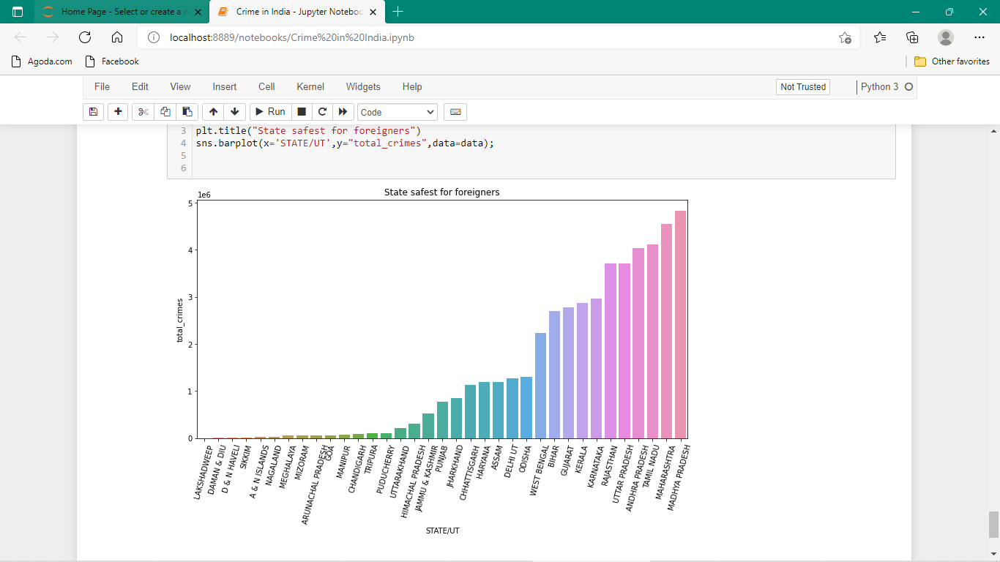 Home Page - Select or create a n
Crime in India - Jupyter Noteboo
localhost:8889/notebooks/Crime%20in%20India.ipynb
Agoda.com Facebook Other favorites
File Edit View Insert Cell Kernel Widgets Help Not Trusted Python 3
Run Code
3 plt.title("State safest for foreigners")
4 sns.barplot(x='STATE/UT',y="total_crimes",data=data);
5
6
State safest for foreigners
1e6
5
4
3
2
1
0
total_crimes
LAKSHADWEEP
DAMAN & DIU
D & N HAVELI
SIKKIM
A & N ISLANDS
NAGALAND
MEGHALAYA
MIZORAM
ARUNACHAL PRADESH
GOA
MANIPUR
CHANDIGARH
TRIPURA
PUDUCHERRY
UTTARAKHAND
HIMACHAL PRADESH
JAMMU & KASHMIR
PUNJAB
JHARKHAND
CHHATTISGARH
HARYANA
ASSAM
DELHI UT
ODISHA
WEST BENGAL
BIHAR
GUJARAT
KERALA
KARNATAKA
RAJASTHAN
UTTAR PRADESH
ANDHRA PRADESH
TAMIL NADU
MAHARASHTRA
MADHYA PRADESH
STATE/UT